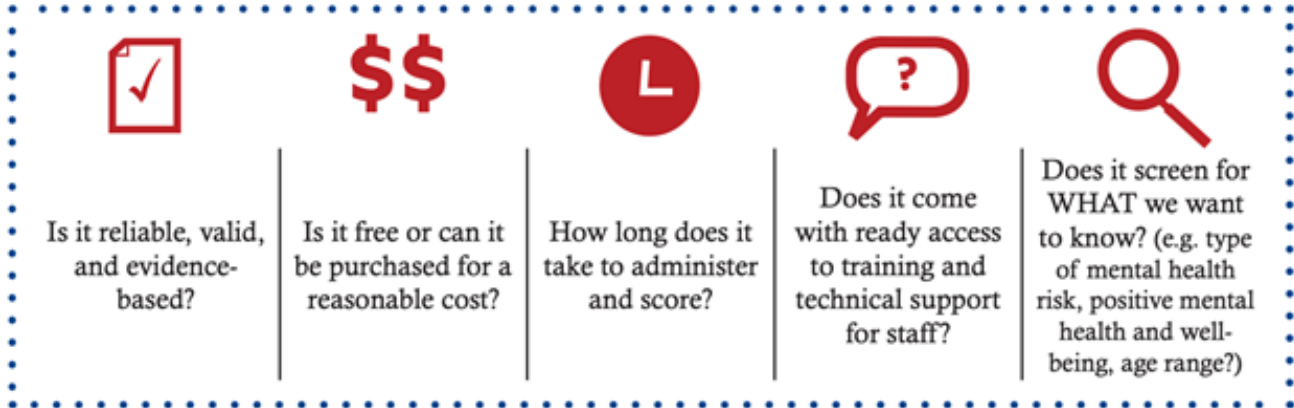 $$
?
Is it reliable, valid,
and evidence-
based?
Is it free or can it
be purchased for a
reasonable cost?
How long does it
take to administer
and score?
Does it come
with ready access
to training and
technical support
for staff?
Does it screen for
WHAT we want
to know? (e.g. type
of mental health
risk, positive mental
health and well-
being, age range?)